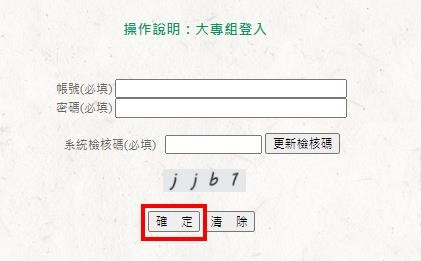 操作說明：大專組登入
帳號(必填)
密碼(必填)
系統檢核碼(必填) 更新檢核碼
jjb1
確 定 清 除